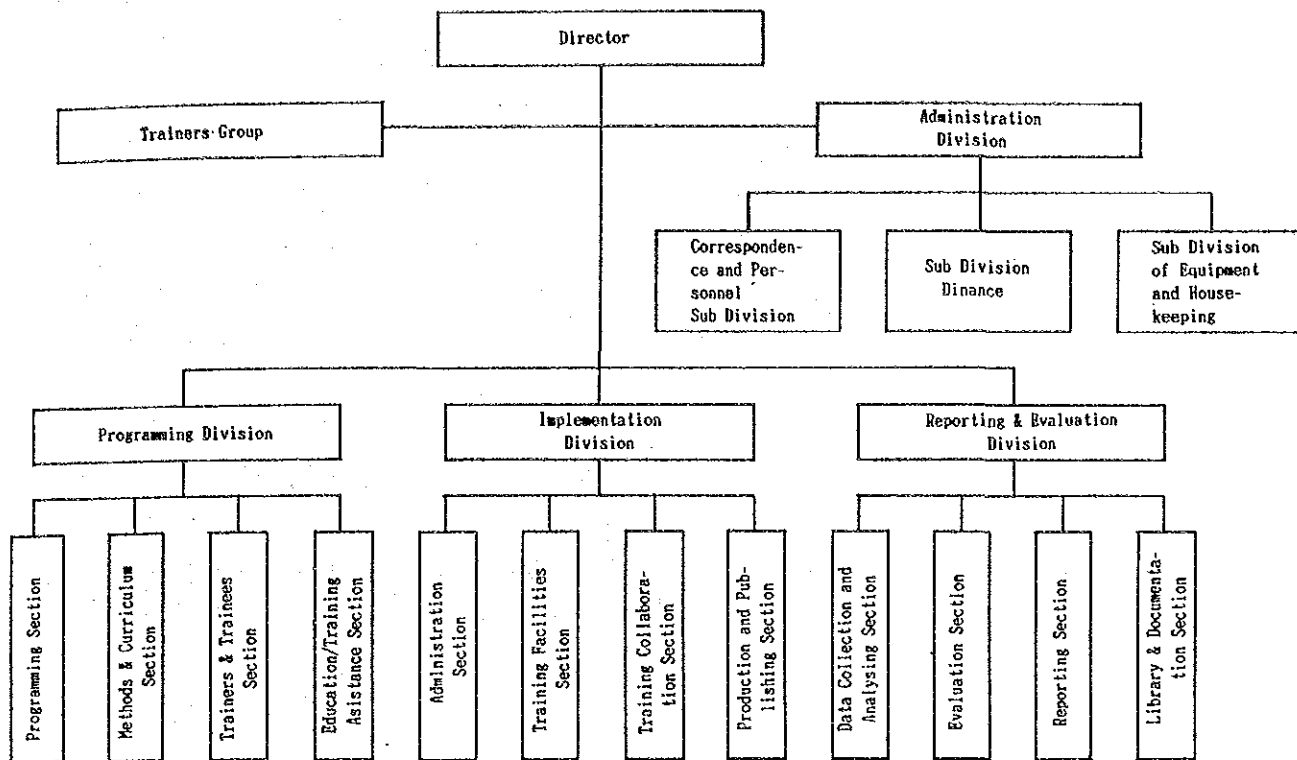 Director
Trainers Group
Administration
Division
Corresponden-
ce and Per-
sonnel
Sub Division
Sub Division
Dinance
Sub Division
of Equipment
and House-
keeping
Programming Division
Implementation
Division
Reporting & Evaluation
Division
Programming Section
Methods & Curriculum
Section
Trainers & Trainees
Section
Education/Training
Asistance Section
Administration
Section
Training Facilities
Section
Training Collabora-
tion Section
Production and Pub-
lishing Section
Data Collection and
Analysing Section
Evaluation Section
Reporting Section
Library & Documenta-
tion Section